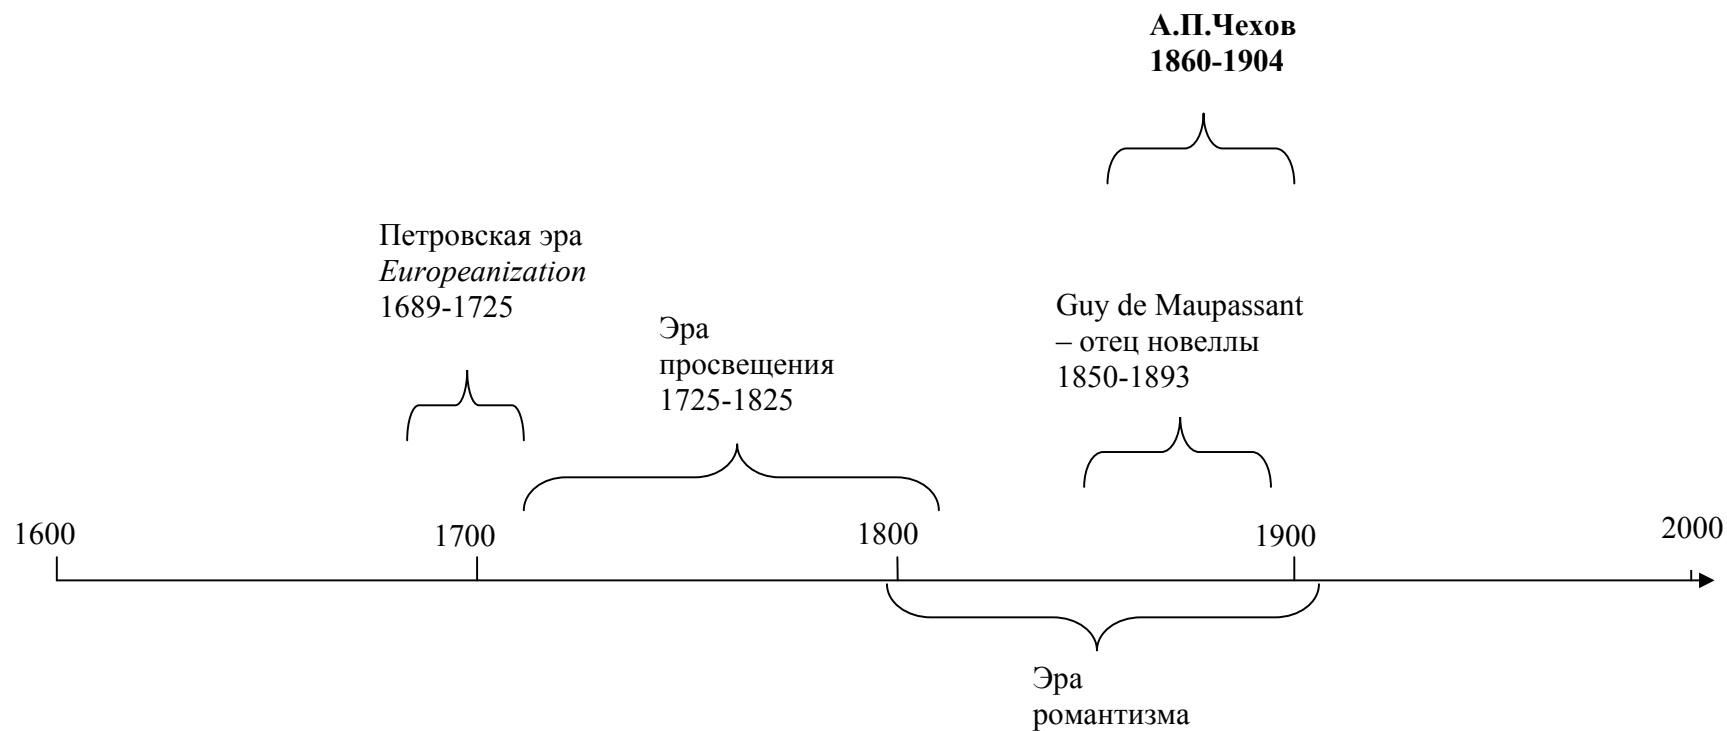 А.П.Чехов
1860-1904
Петровская эра
Europeanization
1689-1725
Эра
просвещения
1725-1825
Guy de Maupassant
– отец новеллы
1850-1893
1600
1700
1800
1900
2000
Эра
романтизма